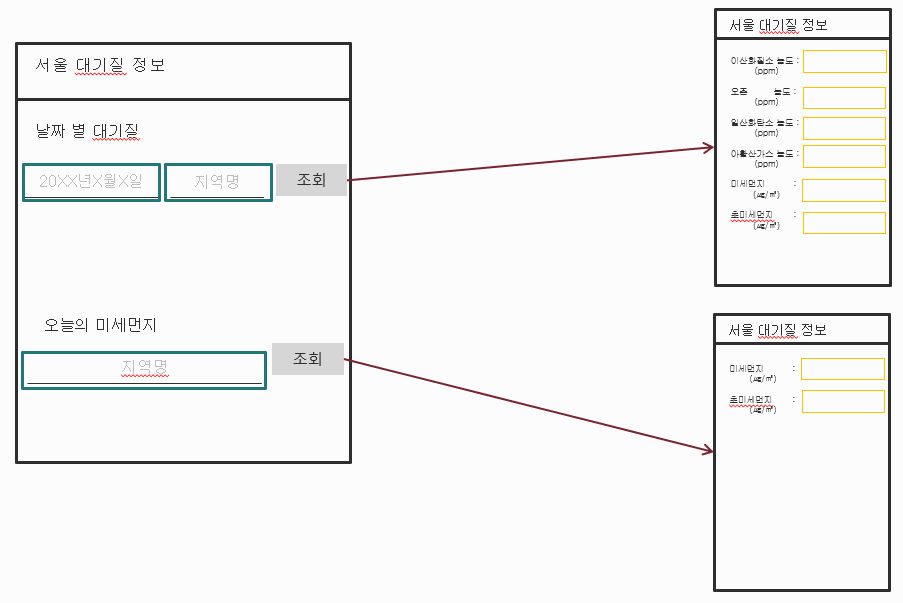 서울 대기질 정보
날짜 별 대기질
20XX년X월X일
지역명
조회
오늘의 미세먼지
지역명
조회
서울 대기질 정보
이산화질소 농도 :
(ppm)
오존 농도 :
(ppm)
일산화탄소 농도 :
(ppm)
아황산가스 농도 :
(ppm)
미세먼지 :
(㎍/㎥)
초미세먼지 :
(㎍/㎥)
서울 대기질 정보
미세먼지 :
(㎍/㎥)
초미세먼지 :
(㎍/㎥)